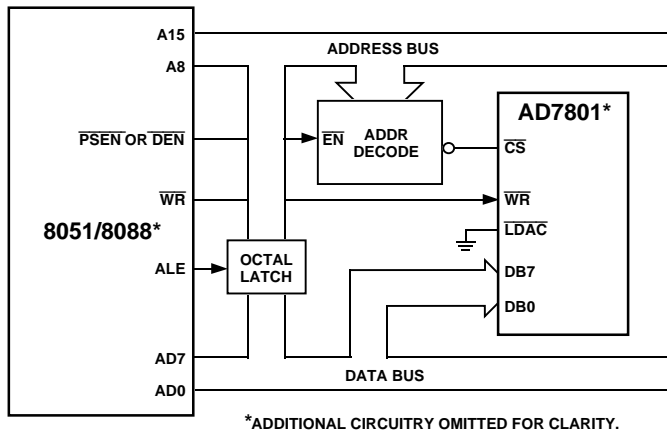 A15
ADDRESS BUS
A8
AD7801*
PSEN OR DEN
EN
ADDR
DECODE
CS
WR
WR
8051/8088*
LDAC
ALE
OCTAL
LATCH
DB7
DB0
AD7
DATA BUS
AD0
*ADDITIONAL CIRCUITRY OMITTED FOR CLARITY.